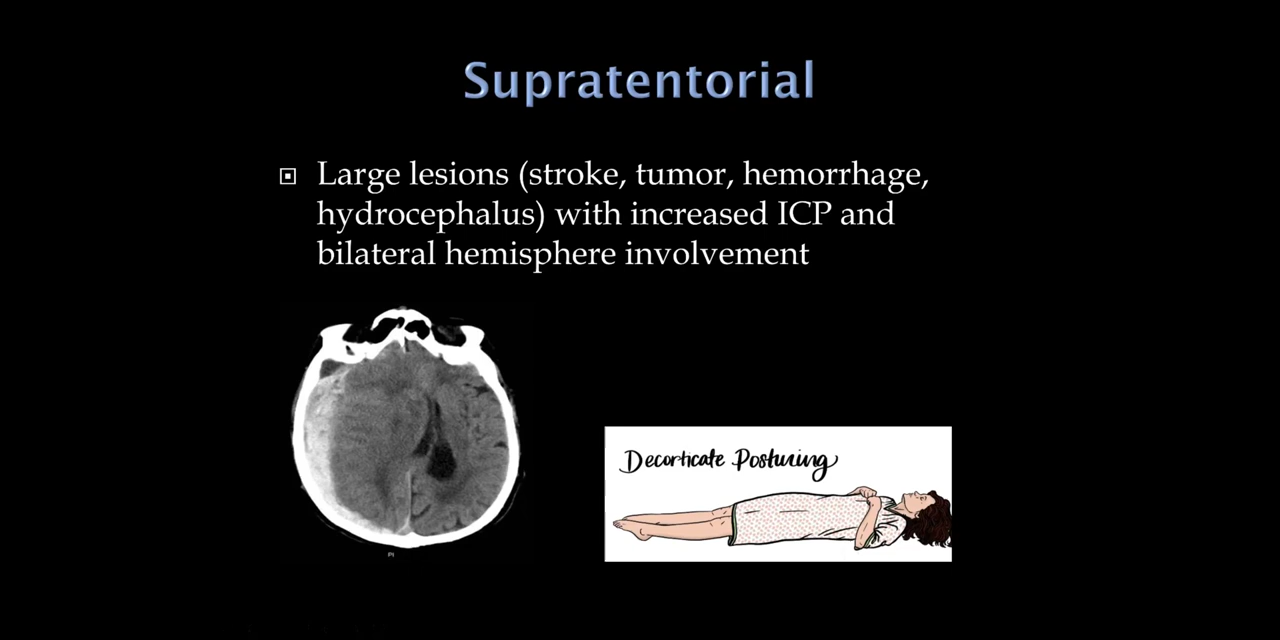 Supratentorial
Large lesions (stroke, tumor, hemorrhage,
hydrocephalus) with increased ICP and
bilateral hemisphere involvement
Decorticate Posturing